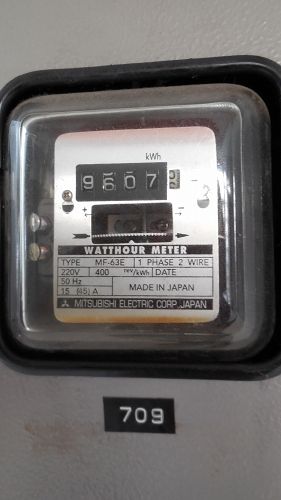 kWh
9607
WATTHOUR METER
TYPE MF-63E 1 PHASE 2 WIRE
220V 400 rev/kWh DATE
50 Hz
15 (45) A MADE IN JAPAN
MITSUBISHI ELECTRIC CORP. JAPAN
709